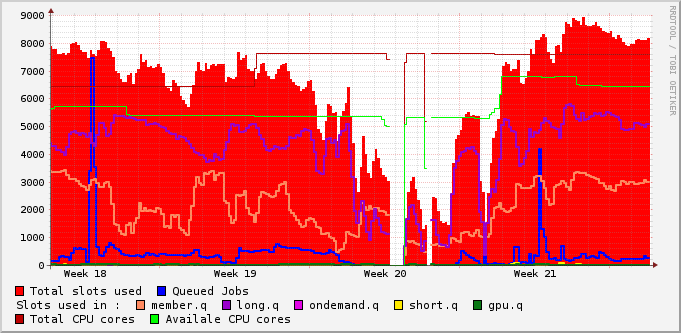 RRDTOOL / TOBI OETIKER
9000
8000
7000
6000
5000
4000
3000
2000
1000
0
Week 18 Week 19 Week 20 Week 21
Total slots used Queued Jobs
Slots used in : member.q long.q ondemand.q short.q gpu.q
Total CPU cores Availale CPU cores